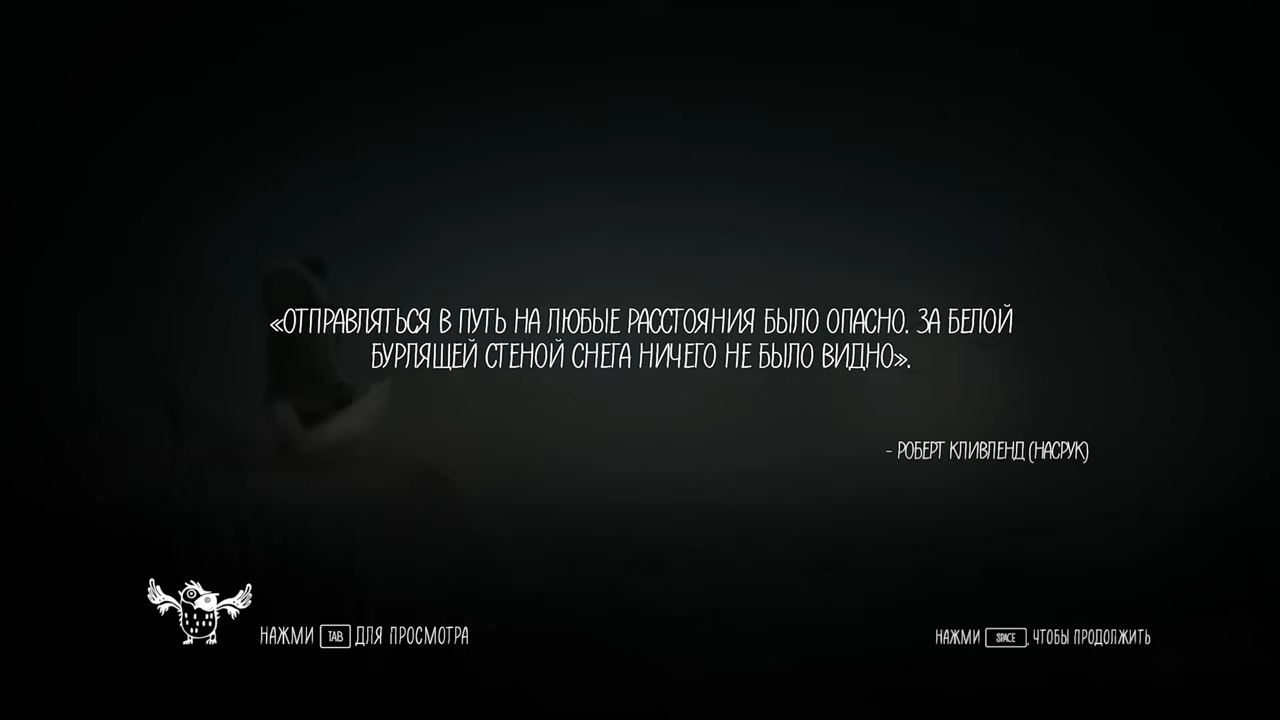 «ОТПРАВЛЯТЬСЯ В ПУТЬ НА ЛЮБЫЕ РАССТОЯНИЯ БЫЛО ОПАСНО. ЗА БЕЛОЙ
БУРЛЯЩЕЙ СТЕНОЙ СНЕГА НИЧЕГО НЕ БЫЛО ВИДНО».
- РОБЕРТ КЛИВЛЕНД (НАСРУК)
НАЖМИ TAB ДЛЯ ПРОСМОТРА
НАЖМИ SPACE, ЧТОБЫ ПРОДОЛЖИТЬ